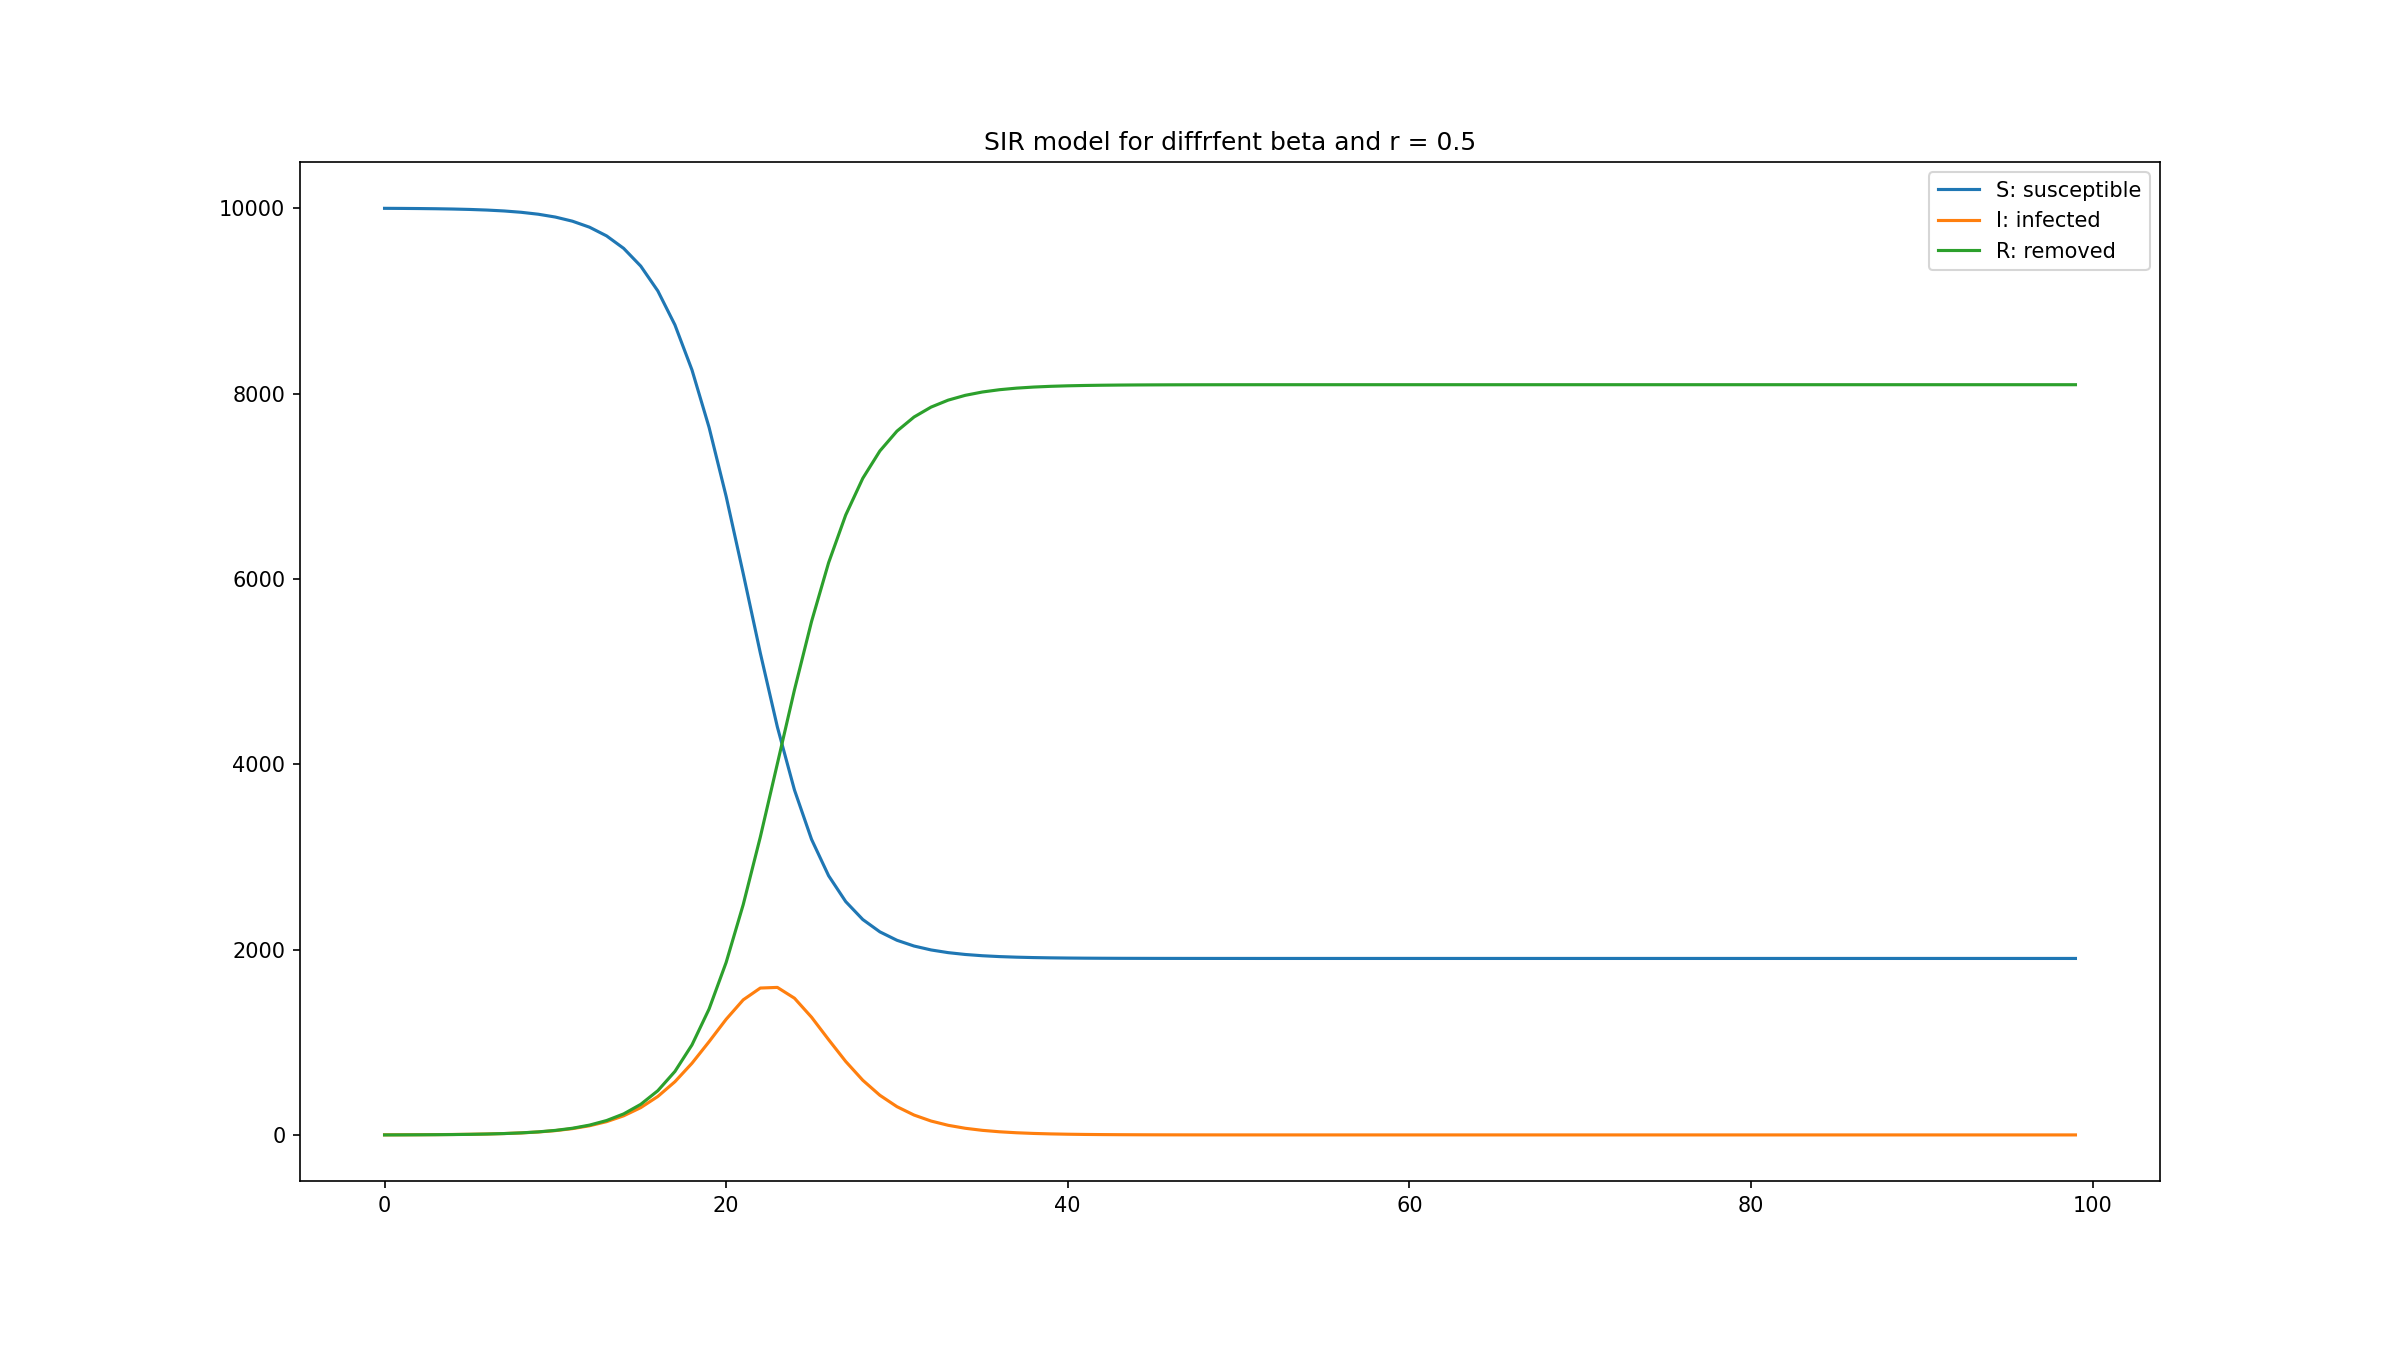 SIR model for diffrfent beta and r = 0.5
S: susceptible
I: infected
R: removed
10000
8000
6000
4000
2000
0
0 20 40 60 80 100